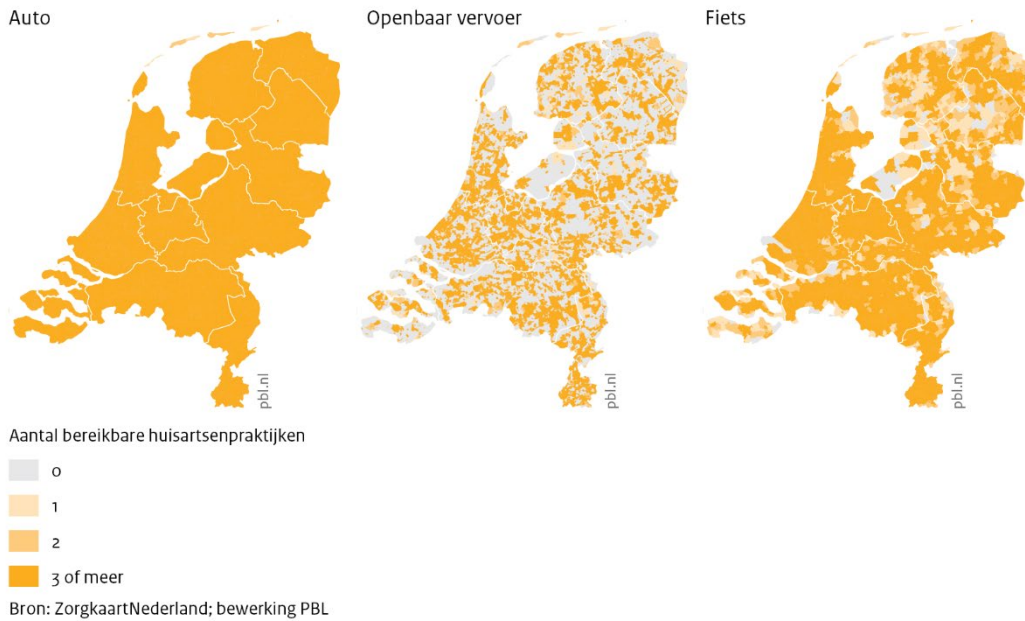 Auto
Openbaar vervoer
Fiets
pbl.nl
pbl.nl
pbl.nl
Aantal bereikbare huisartsenpraktijken
0
1
2
3 of meer
Bron: ZorgkaartNederland; bewerking PBL